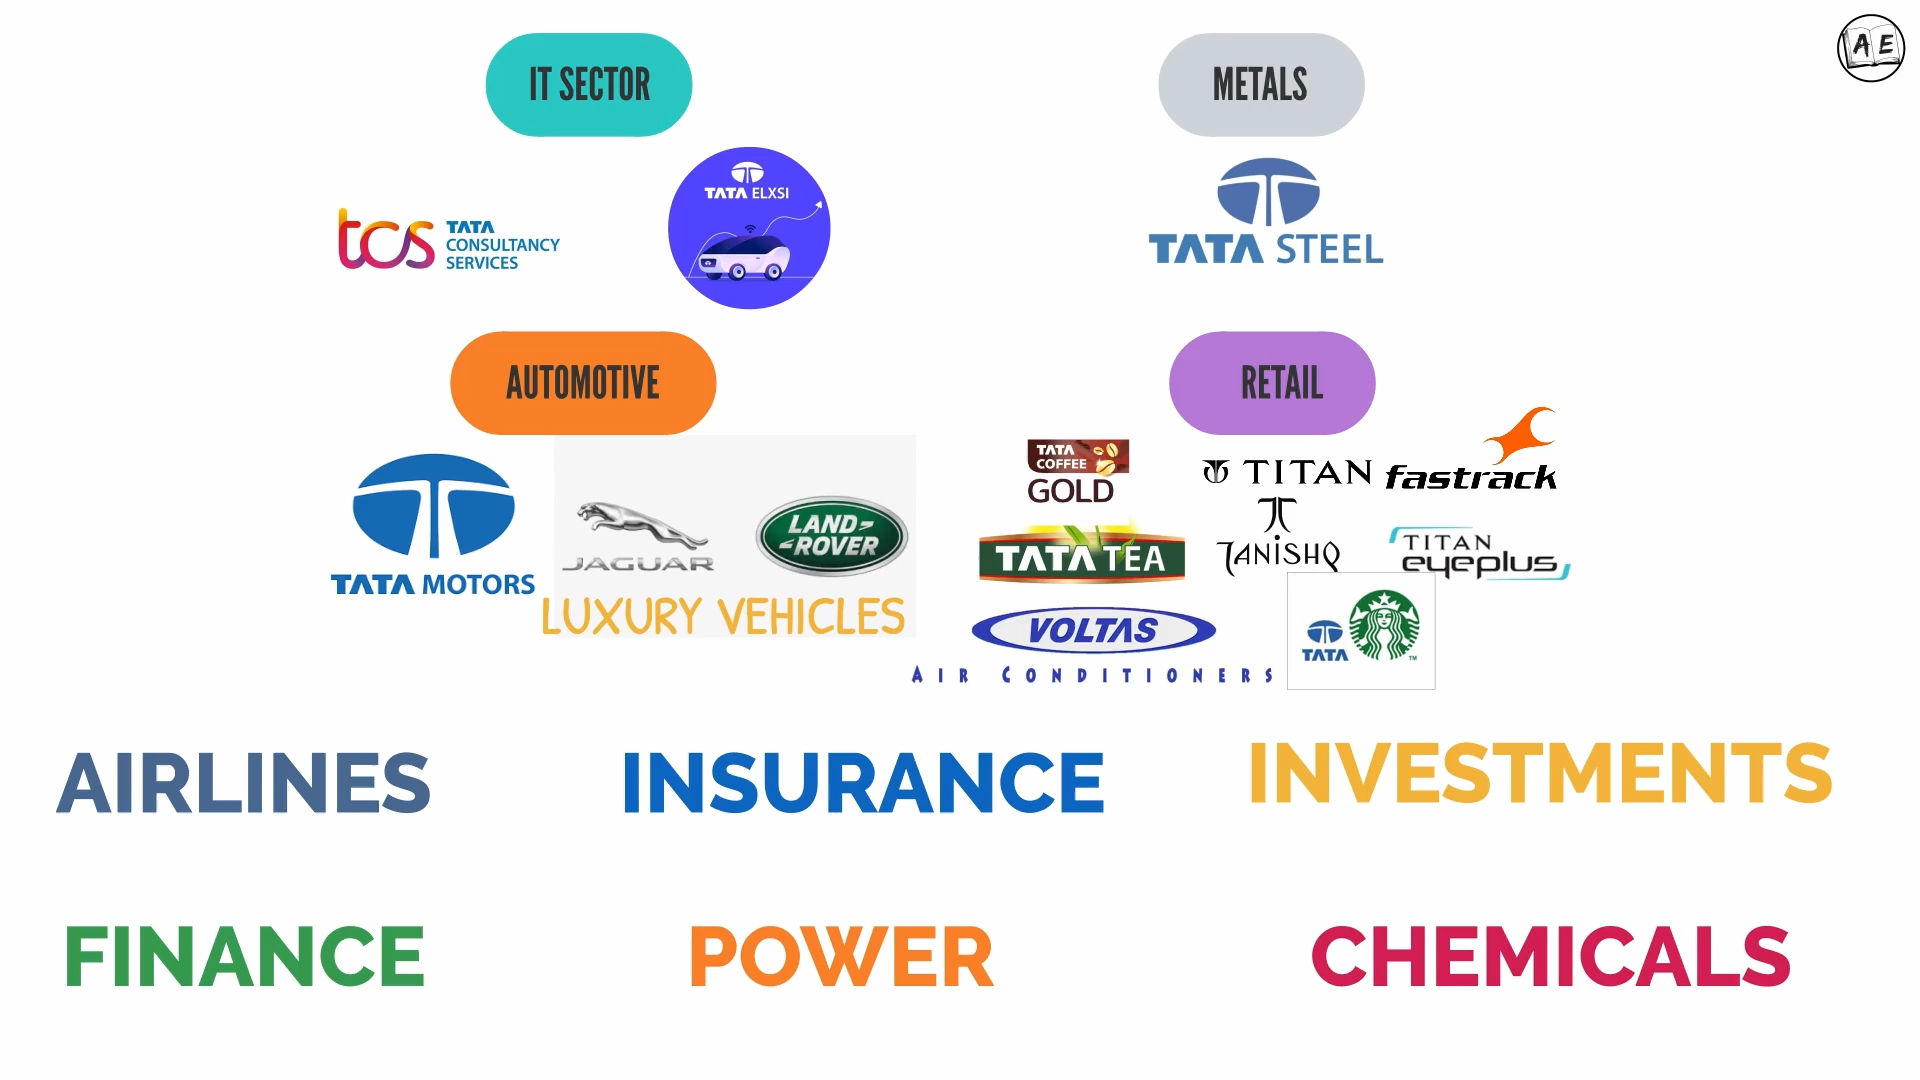 A E
IT SECTOR
METALS
TATA ELXSI
tcs TATA
CONSULTANCY
SERVICES
TATA STEEL
AUTOMOTIVE
RETAIL
TATA
COFFEE
GOLD
TITAN
fastrack
JAGUAR
LAND-
-ROVER
TATA TEA
TANISHQ
TITAN
eyeplus
TATA MOTORS
LUXURY VEHICLES
VOLTAS
TATA
TM
AIR CONDITIONERS
AIRLINES
INSURANCE
INVESTMENTS
FINANCE
POWER
CHEMICALS